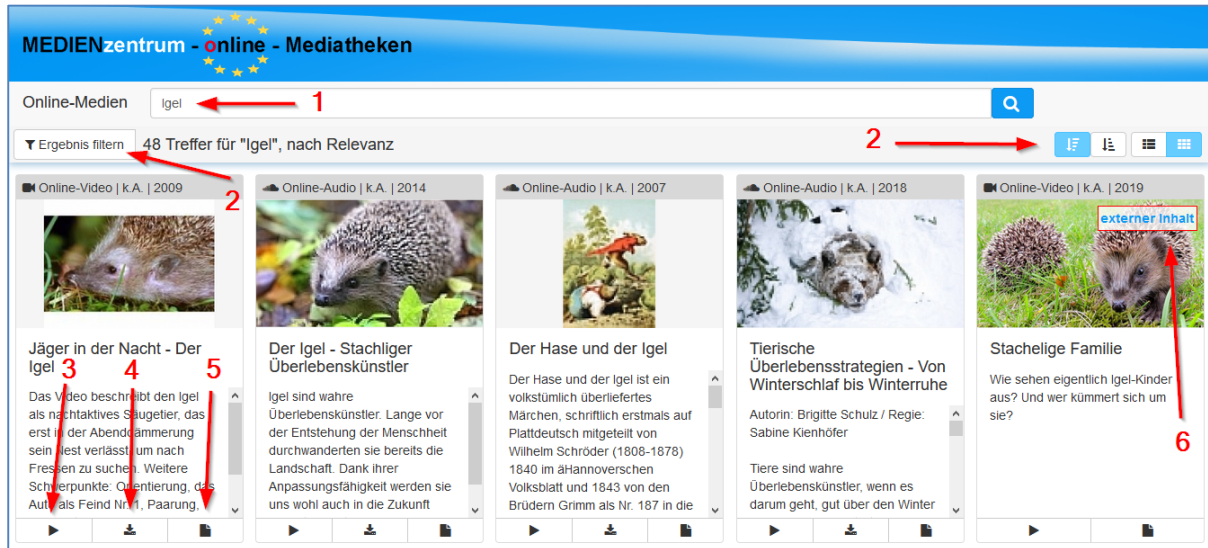 MEDIENzentrum - online - Mediatheken
Online-Medien
Igel
1
Ergebnis filtern
48 Treffer für "Igel", nach Relevanz
2
2
Online-Video | k.A. | 2009
Jäger in der Nacht - Der
Igel
3
4
5
Das Video beschreibt den Igel
als nachtaktives Säugetier, das
erst in der Abenddämmerung
sein Nest verlässt um nach
Fressen zu suchen. Weitere
Schwerpunkte: Orientierung, das
Auto als Feind Nr. 1, Paarung,
Online-Audio | k.A. | 2014
Der Igel - Stachliger
Überlebenskünstler
Igel sind wahre
Überlebenskünstler. Lange vor
der Entstehung der Menschheit
durchwanderten sie bereits die
Landschaft. Dank ihrer
Anpassungsfähigkeit werden sie
uns wohl auch in die Zukunft
Online-Audio | k.A. | 2007
Der Hase und der Igel
Der Hase und der Igel ist ein
volkstümlich überliefertes
Märchen, schriftlich erstmals auf
Plattdeutsch mitgeteilt von
Wilhelm Schröder (1808-1878)
1840 im äHannoverschen
Volksblatt und 1843 von den
Brüdern Grimm als Nr. 187 in die
Online-Audio | k.A. | 2018
Tierische
Überlebensstrategien - Von
Winterschlaf bis Winterruhe
Autorin: Brigitte Schulz / Regie:
Sabine Kienhöfer
Tiere sind wahre
Überlebenskünstler, wenn es
darum geht, gut über den Winter
Online-Video | k.A. | 2019
externer Inhalt
Stachelige Familie
Wie sehen eigentlich Igel-Kinder
aus? Und wer kümmert sich um
sie?
6